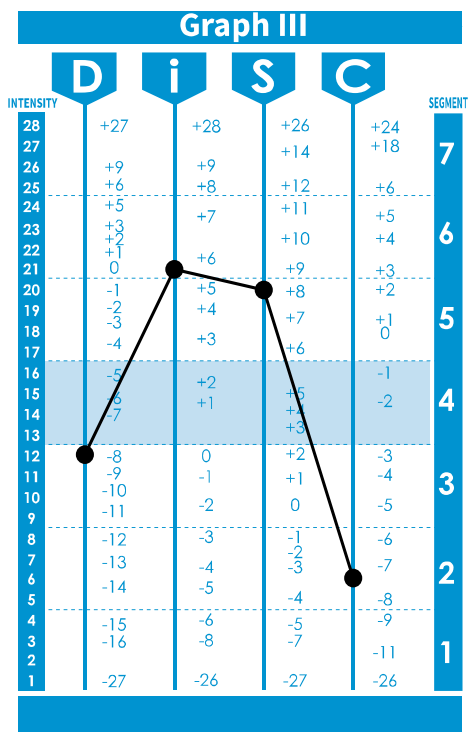 Graph III
D i S C
INTENSITY SEGMENT
28 +27 +28 +26 +24
27 +14 +18 7
26 +9 +9
25 +6 +8 +12 +6
24 +5 +7 +11 +5
23 +3 +2 +10 +4 6
22 +1 +6
21 0 +9 +3
20 -1 +5 +8 +2
19 -2 -3 +4 +7 +1 5
18 -4 +3 0
17 +6
16 -5 +2 -1
15 -6 +1 +5 -2 4
14 -7 +4
13 +3
12 -8 0 +2 -3
11 -9 -1 +1 -4 3
10 -10 -2 0 -5
9 -11
8 -12 -3 -1 -6
7 -13 -4 -2 -3 -7 2
6 -14 -5
5 -4 -8
4 -15 -6 -5 -9
3 -16 -8 -7 1
2 -11
1 -27 -26 -27 -26